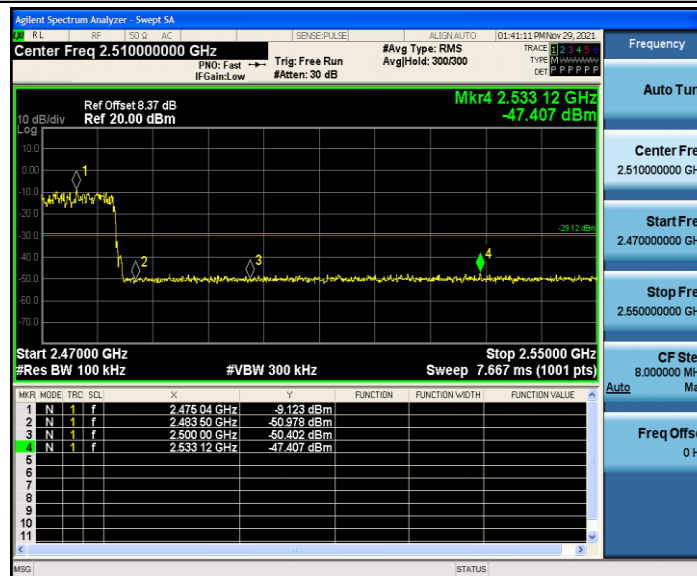 Agilent Spectrum Analyzer - Swept SA
LXI RL RF 50 Ω AC SENSE:PULSE ALIGN AUTO 01:41:11 PM Nov 29, 2021
Center Freq 2.510000000 GHz
PNO: Fast
IFGain:Low
Trig: Free Run
#Atten: 30 dB
#Avg Type: RMS
Avg|Hold: 300/300
TRACE 1 2 3 4 5 6
TYPE M WWWWW
DET P P P P P P
Frequency
Auto Tun
Center Fre
2.510000000 GH
Start Fre
2.470000000 GH
Stop Fre
2.550000000 GH
CF Ste
8.000000 MH
Auto Ma
Freq Offs
0 H
Mkr4 2.533 12 GHz
-47.407 dBm
Ref Offset 8.37 dB
10 dB/div Ref 20.00 dBm
Log
10.0
0.00
-10.0
-20.0
-30.0
-40.0
-50.0
-60.0
-70.0
1
2
3
4
-29.12 dBm
Start 2.47000 GHz Stop 2.55000 GHz
#Res BW 100 kHz #VBW 300 kHz Sweep 7.667 ms (1001 pts)
MKR MODE TRC SCL X Y FUNCTION FUNCTION WIDTH FUNCTION VALUE
1 N 1 f 2.475 04 GHz -9.123 dBm
2 N 1 f 2.483 50 GHz -50.978 dBm
3 N 1 f 2.500 00 GHz -50.402 dBm
4 N 1 f 2.533 12 GHz -47.407 dBm
5
6
7
8
9
10
11
MSG STATUS